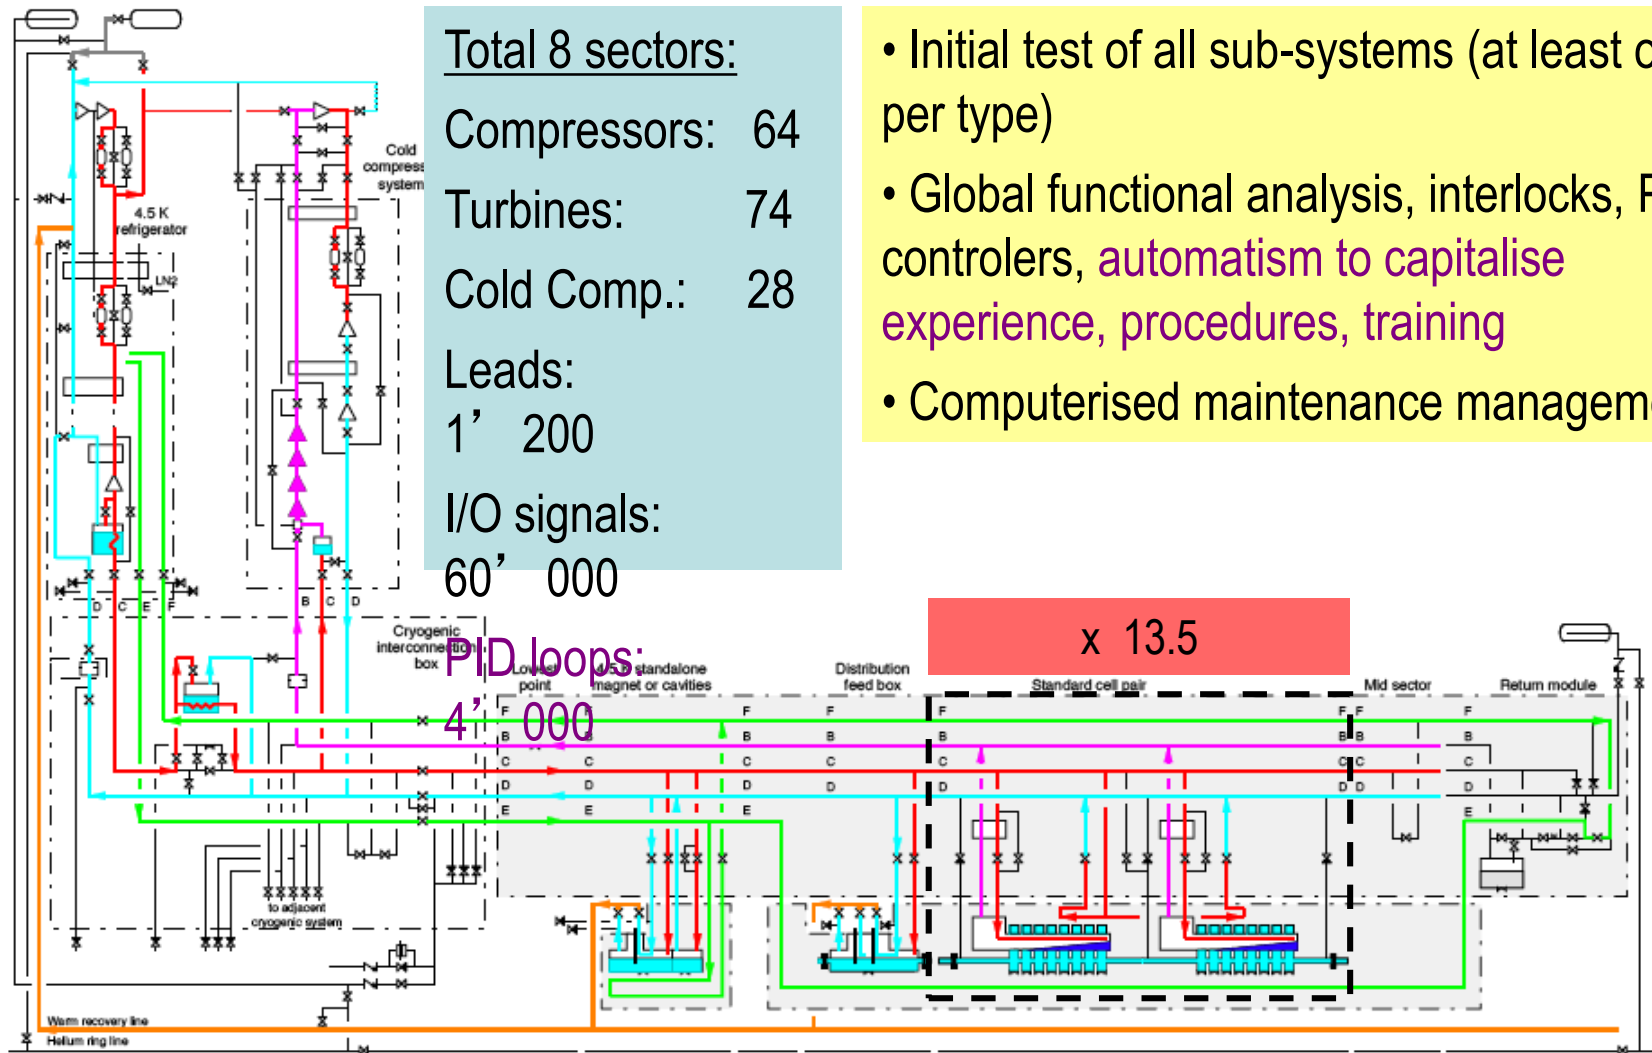 Total 8 sectors:
Compressors: 64
Turbines: 74
Cold Comp.: 28
Leads:
1’ 200
I/O signals:
60’ 000
PID loops:
4’ 000
• Initial test of all sub-systems (at least
per type)
• Global functional analysis, interlocks,
controlers, automatism to capitalise
experience, procedures, training
• Computerised maintenance
x 13.5
4.5 K
refrigerator
LN2
Cold
system
D C E F
B C D
Cryogenic
interconnection
box
to adjacent
cryogenic system
Lowest
point
4.5 K standalone
magnet or cavities
Distribution
feed box
Standard cell pair
Mid sector
Return module
F F F F F F F F
B B B B B B B B
C C C C C C C C
D D D D D D D D
E E E E
Warm recovery line
Helium ring line